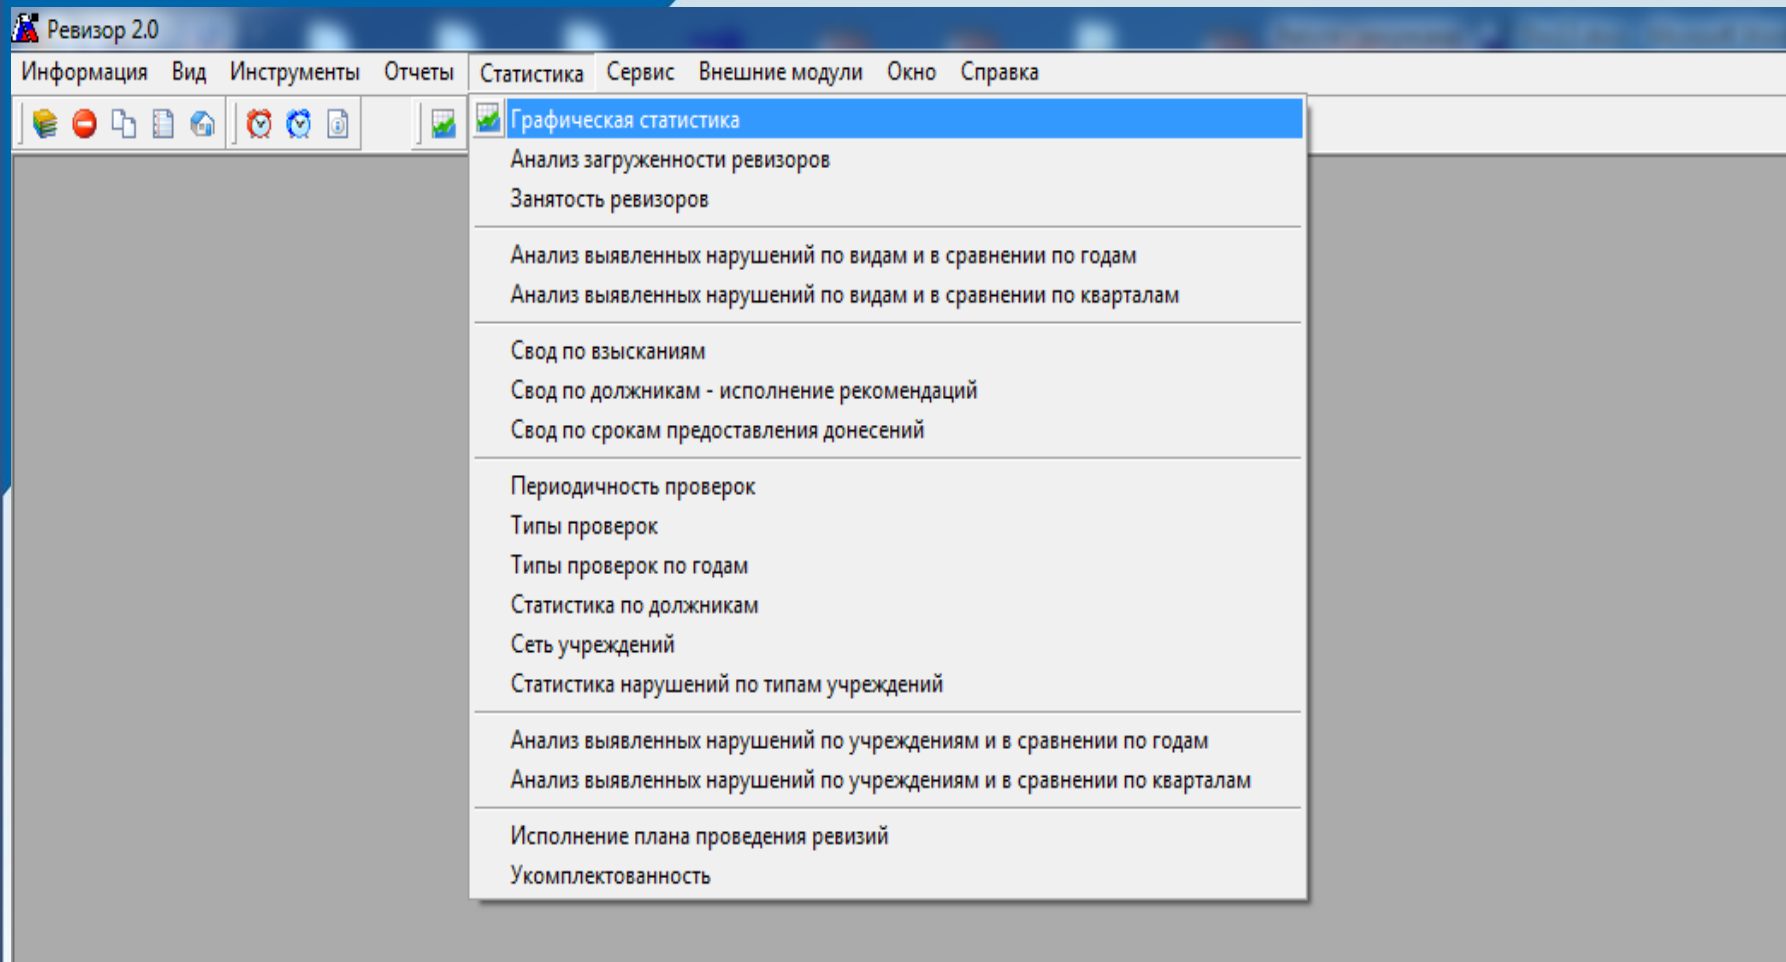 Ревизор 2.0
Информация Вид Инструменты Отчеты Статистика Сервис Внешние модули Окно Справка
Графическая статистика
Анализ загруженности ревизоров
Занятость ревизоров
Анализ выявленных нарушений по видам и в сравнении по годам
Анализ выявленных нарушений по видам и в сравнении по кварталам
Свод по взысканиям
Свод по должникам - исполнение рекомендаций
Свод по срокам предоставления донесений
Периодичность проверок
Типы проверок
Типы проверок по годам
Статистика по должникам
Сеть учреждений
Статистика нарушений по типам учреждений
Анализ выявленных нарушений по учреждениям и в сравнении по годам
Анализ выявленных нарушений по учреждениям и в сравнении по кварталам
Исполнение плана проведения ревизий
Укомплектованность